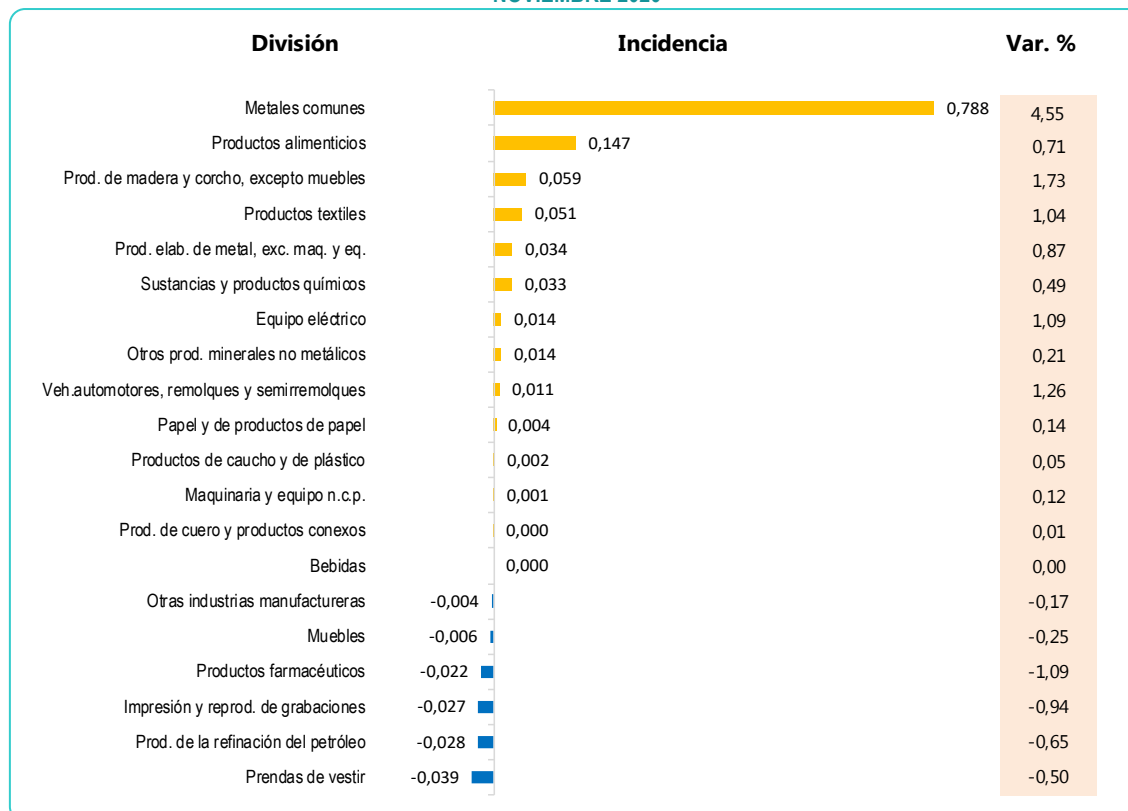 División Incidencia Var. %
Metales comunes 0,788 4,55
Productos alimenticios 0,147 0,71
Prod. de madera y corcho, excepto muebles 0,059 1,73
Productos textiles 0,051 1,04
Prod. elab. de metal, exc. maq. y eq. 0,034 0,87
Sustancias y productos químicos 0,033 0,49
Equipo eléctrico 0,014 1,09
Otros prod. minerales no metálicos 0,014 0,21
Veh.automotores, remolques y semirremolques 0,011 1,26
Papel y de productos de papel 0,004 0,14
Productos de caucho y de plástico 0,002 0,05
Maquinaria y equipo n.c.p. 0,001 0,12
Prod. de cuero y productos conexos 0,000 0,01
Bebidas 0,000 0,00
Otras industrias manufactureras -0,004 -0,17
Muebles -0,006 -0,25
Productos farmacéuticos -0,022 -1,09
Impresión y reprod. de grabaciones -0,027 -0,94
Prod. de la refinación del petróleo -0,028 -0,65
Prendas de vestir -0,039 -0,50